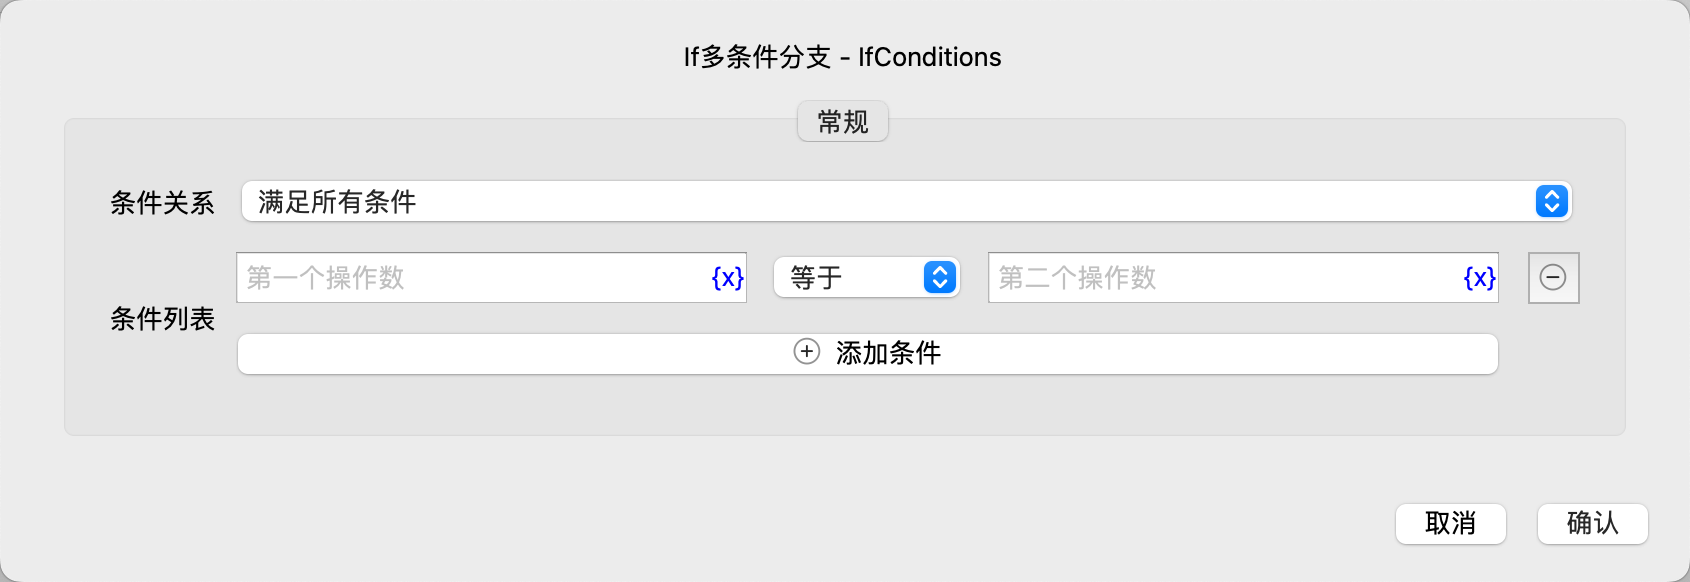 If多条件分支 - IfConditions
常规
条件关系 满足所有条件
第一个操作数 {x} 等于 第二个操作数 {x}
条件列表
添加条件
取消 确认